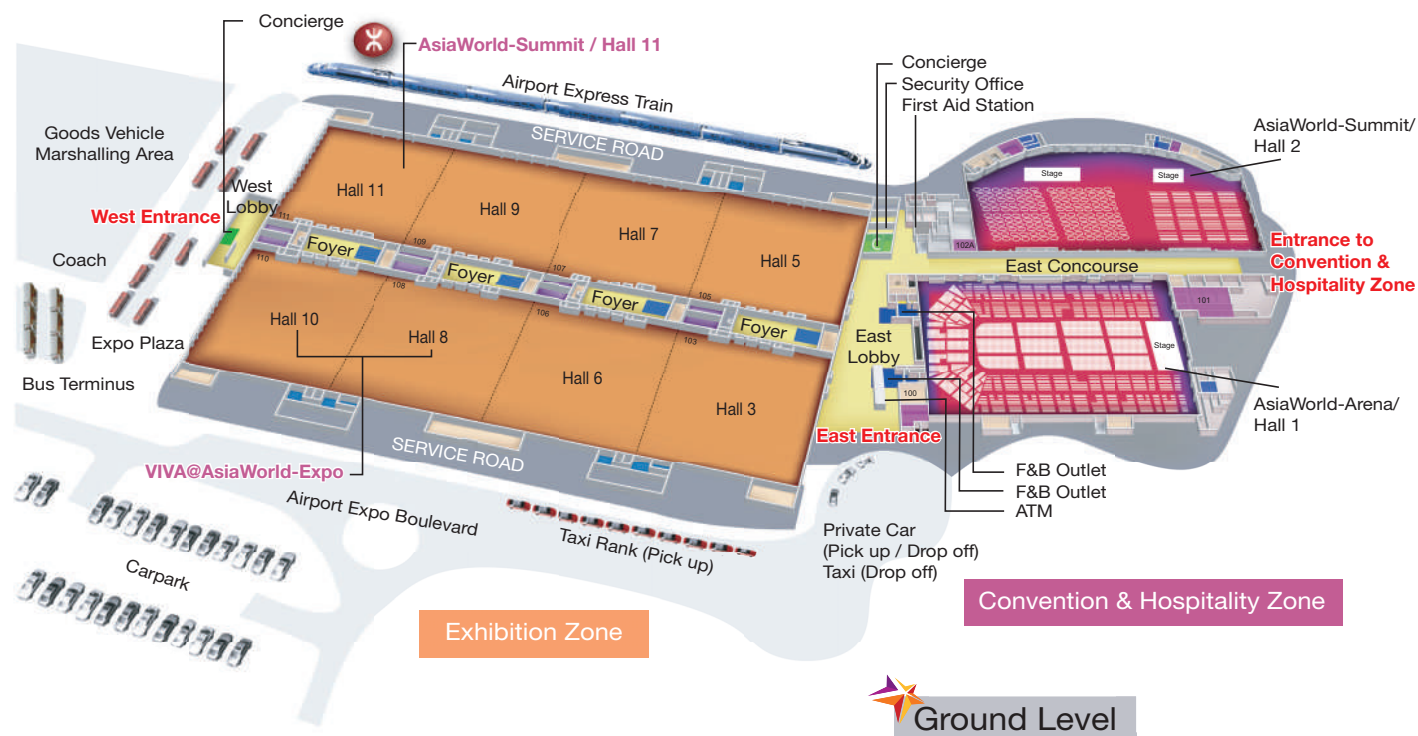 Concierge
AsiaWorld-Summit / Hall 11
Airport Express Train
Concierge
Security Office
First Aid Station
AsiaWorld-Summit/
Hall 2
Goods Vehicle
Marshalling Area
SERVICE ROAD
West
Lobby
West Entrance
Hall 11
Hall 9
Hall 7
Hall 5
Stage
Stage
111
109
107
105
102A
Foyer
Foyer
Foyer
Foyer
110
108
106
103
Entrance to
Convention &
Hospitality Zone
East Concourse
101
Coach
Expo Plaza
Bus Terminus
Hall 10
Hall 8
Hall 6
Hall 3
East
Lobby
Stage
100
AsiaWorld-Arena/
Hall 1
East Entrance
SERVICE ROAD
VIVA@AsiaWorld-Expo
F&B Outlet
F&B Outlet
ATM
Airport Expo Boulevard
Taxi Rank (Pick up)
Private Car
(Pick up / Drop off)
Taxi (Drop off)
Carpark
Exhibition Zone
Convention & Hospitality Zone
Ground Level